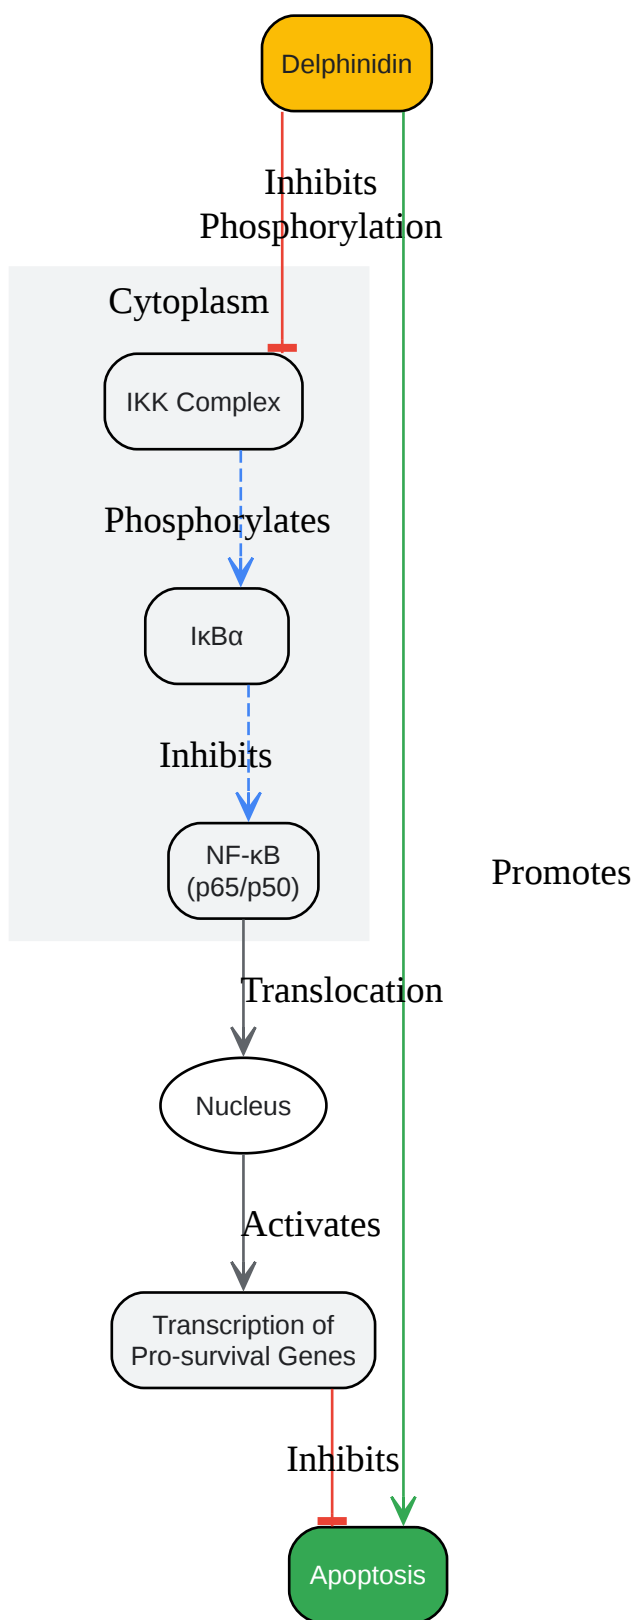 Delphinidin
Inhibits
Phosphorylation
Cytoplasm
IKK Complex
Phosphorylates
IκBα
Inhibits
NF-κB
(p65/p50)
Promotes
Translocation
Nucleus
Activates
Transcription of
Pro-survival Genes
Inhibits
Apoptosis